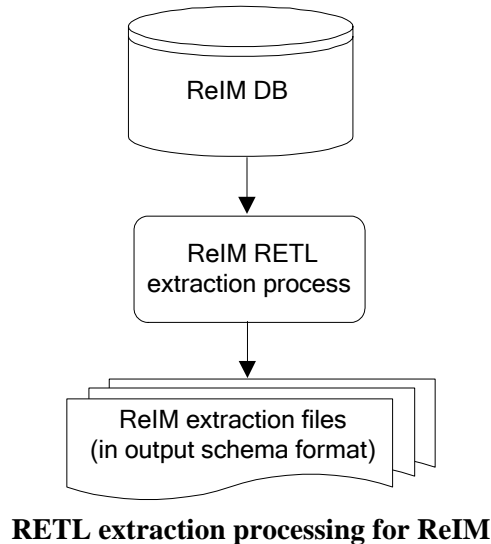 ReIM DB
ReIM RETL
extraction process
ReIM extraction files
(in output schema format)
RETL extraction processing for ReIM